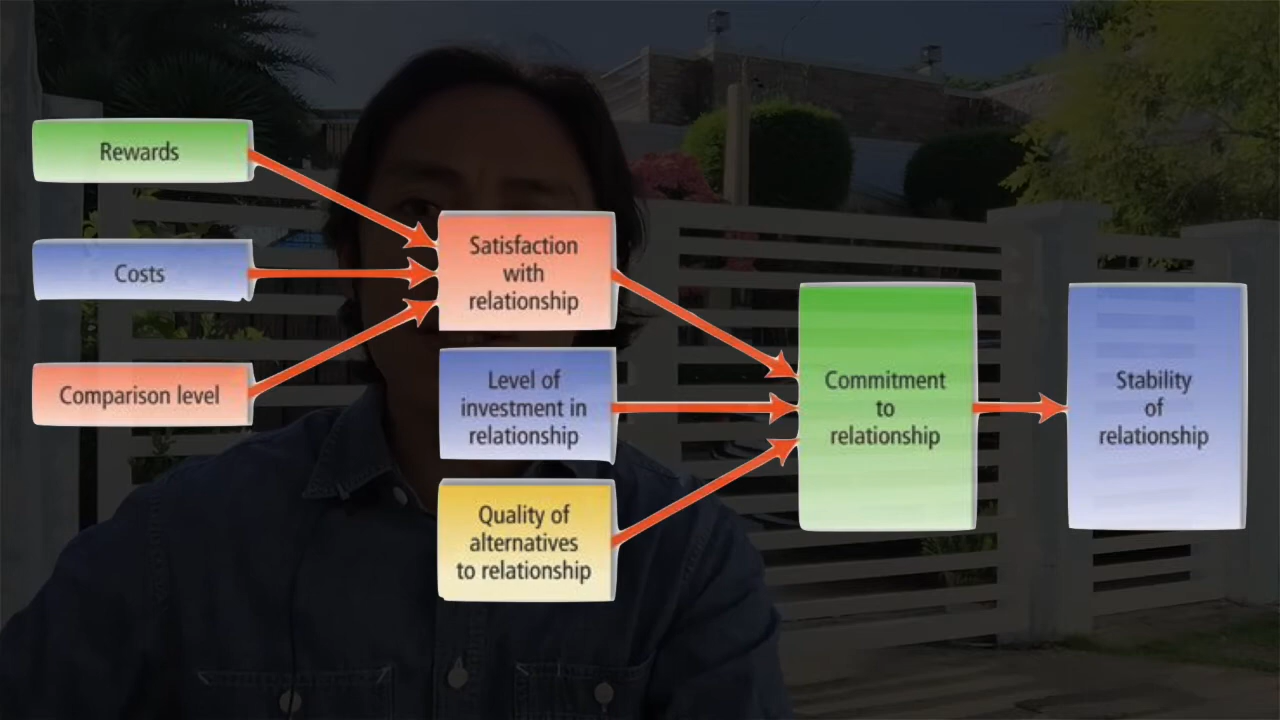 Rewards
Costs
Comparison level
Satisfaction
with
relationship
Level of
investment in
relationship
Quality of
alternatives
to relationship
Commitment
to
relationship
Stability
of
relationship